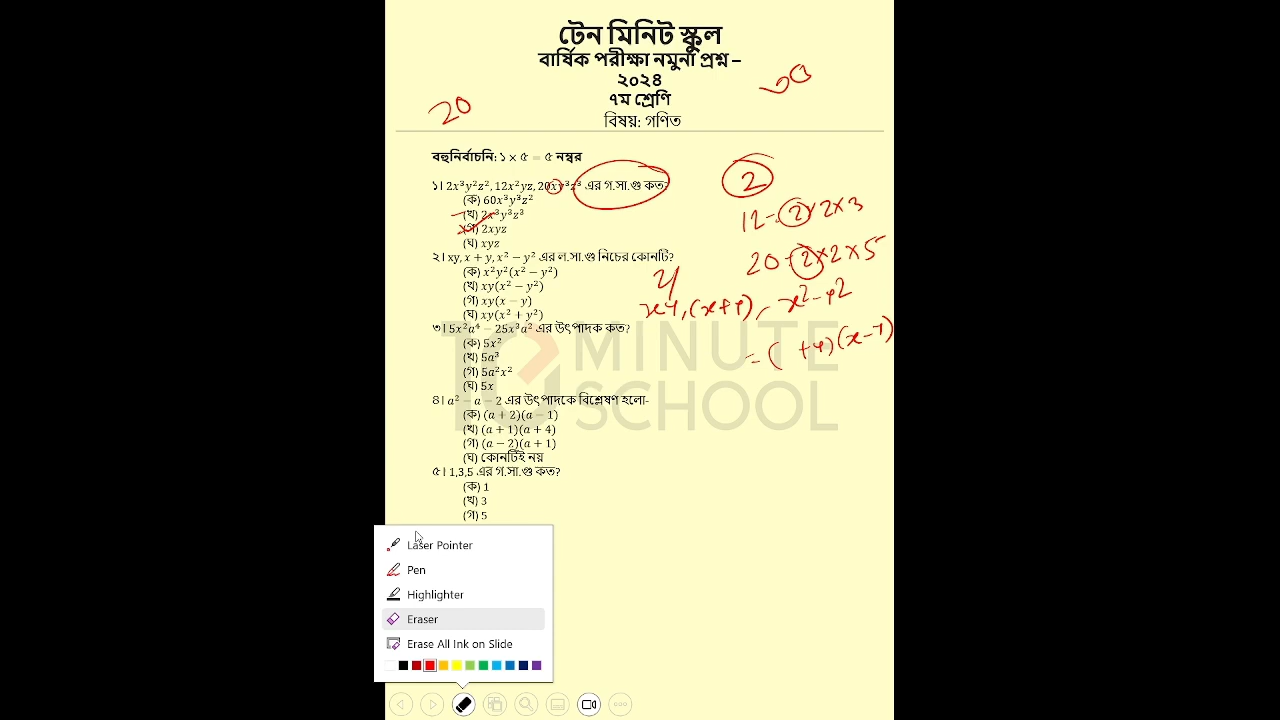 টেন মিনিট স্কুল
বার্ষিক পরীক্ষা নমুনা প্রশ্ন –
২০২৪
৭ম শ্রেণি
বিষয়: গণিত
20
৩০
বহুনির্বাচনি: ১ × ৫ = ৫ নম্বর
১। 2x³y²z², 12x²yz, 20xy³z³ এর গ.সা.গু কত?
(ক) 60x³y³z²
(খ) 2x³y³z³
(গ) 2xyz
(ঘ) xyz
2
12 = 2×2×3
20 = 2×2×5
২। xy, x + y, x² − y² এর ল.সা.গু নিচের কোনটি?
(ক) x²y²(x² − y²)
(খ) xy(x² − y²)
(গ) xy(x − y)
(ঘ) xy(x² + y²)
xy, (x+y), x²−y²
= ( +y)(x−y)
৩। 5x²a⁴ − 25x³a² এর উৎপাদক কত?
(ক) 5x²
(খ) 5a³
(গ) 5a²x²
(ঘ) 5x
10 MINUTE
SCHOOL
৪। a² − a − 2 এর উৎপাদকে বিশ্লেষণ হলো-
(ক) (a + 2)(a − 1)
(খ) (a + 1)(a + 4)
(গ) (a − 2)(a + 1)
(ঘ) কোনটিই নয়
৫। 1,3,5 এর গ.সা.গু কত?
(ক) 1
(খ) 3
(গ) 5
Laser Pointer
Pen
Highlighter
Eraser
Erase All Ink on Slide